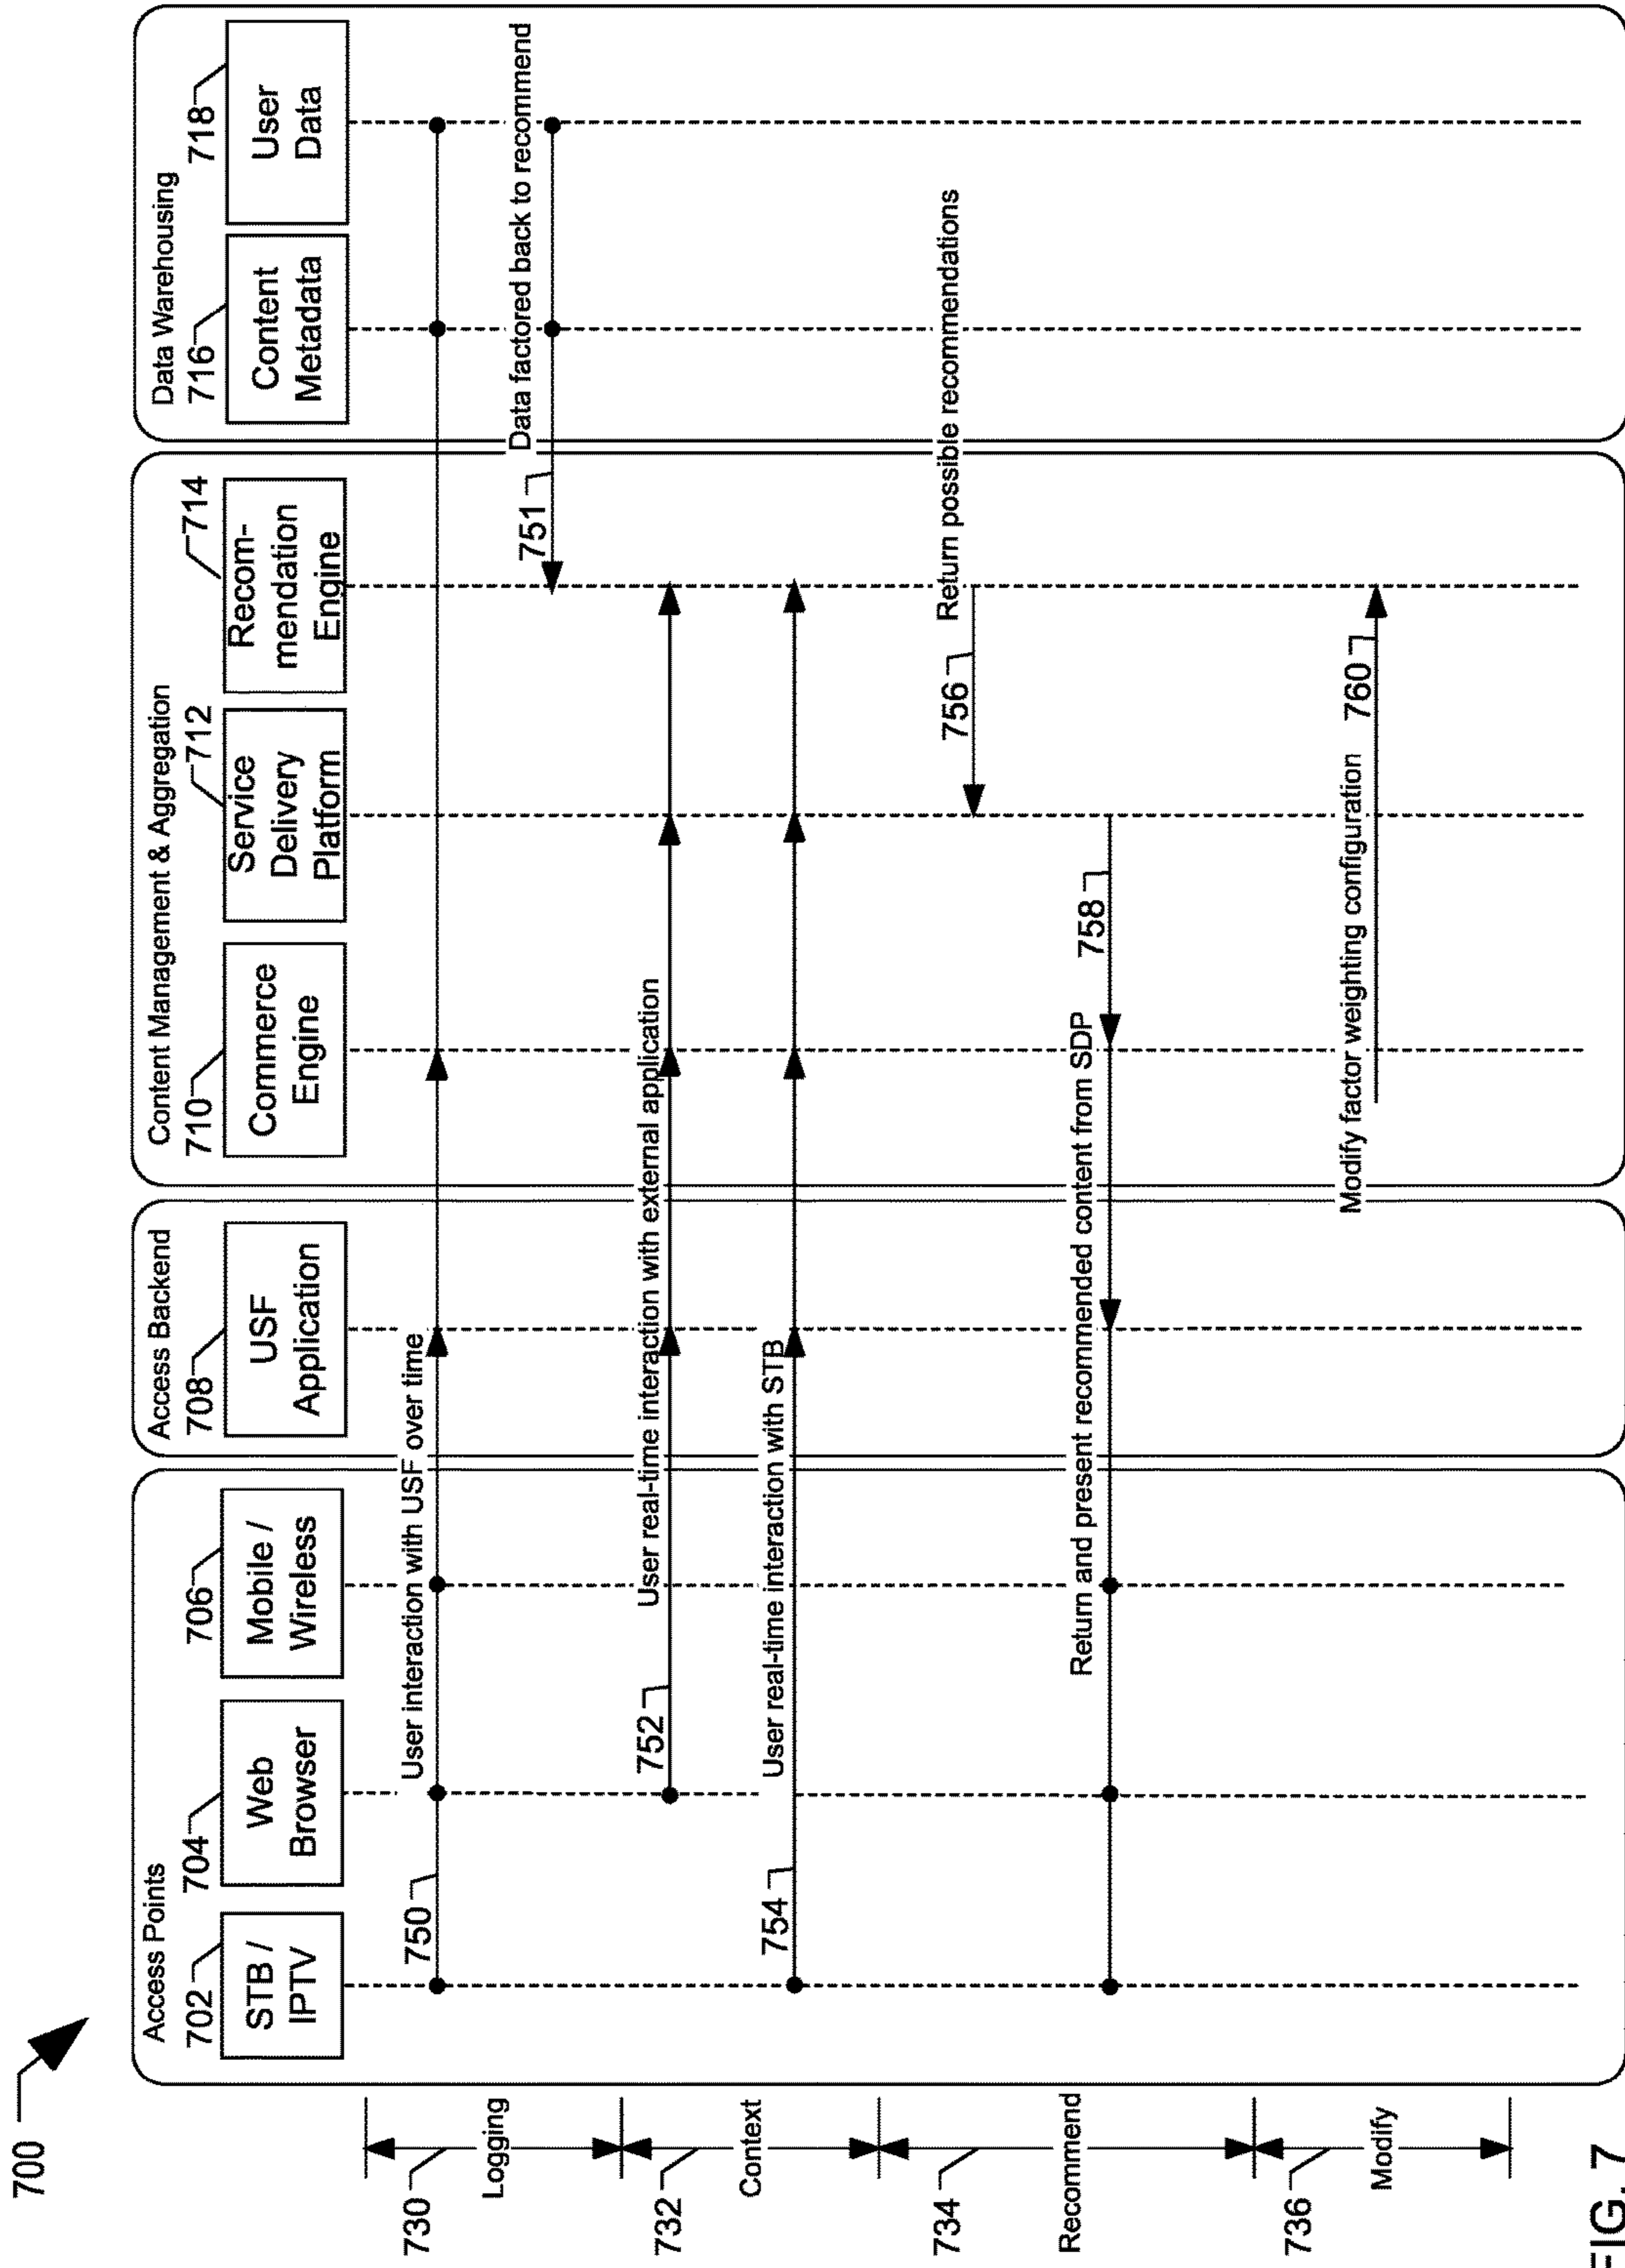 700
Access Points
Access Backend
Content Management & Aggregation
Data Warehousing
702
704
706
708
710
712
714
716
718
STB /
IPTV
Web
Browser
Mobile /
Wireless
USF
Application
Commerce
Engine
Service
Delivery
Platform
Recom-
mendation
Engine
Content
Metadata
User
Data
730
Logging
750
User interaction with USF over time
751
Data factored back to recommend
732
Context
752
User real-time interaction with external application
754
User real-time interaction with STB
734
Recommend
756
Return possible recommendations
758
Return and present recommended content from SDP
736
Modify
Modify factor weighting configuration
760
FIG. 7